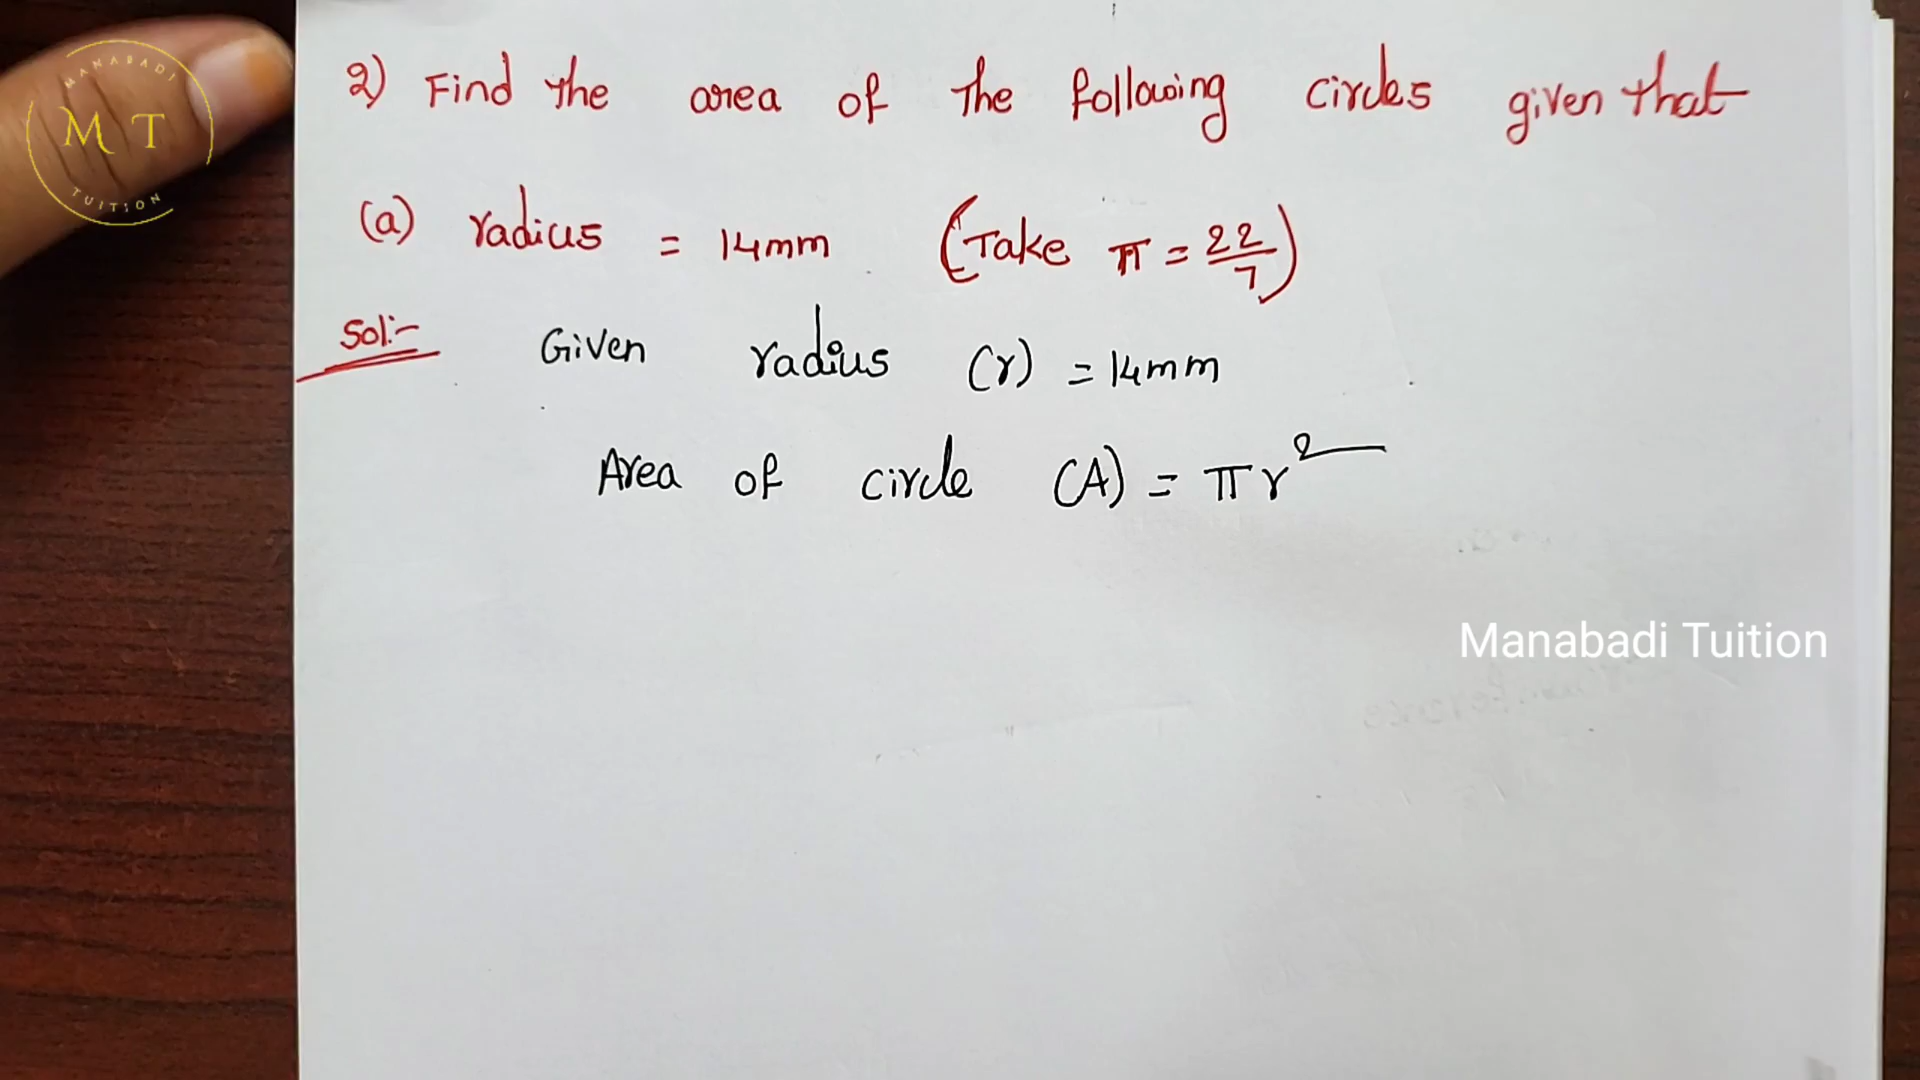 MANABADI
MT
TUITION
2) Find the area of the following circles given that
(a) radius = 14mm (Take π = 22/7)
Sol:-
Given radius (r) = 14mm
Area of circle (A) = πr²
Manabadi Tuition